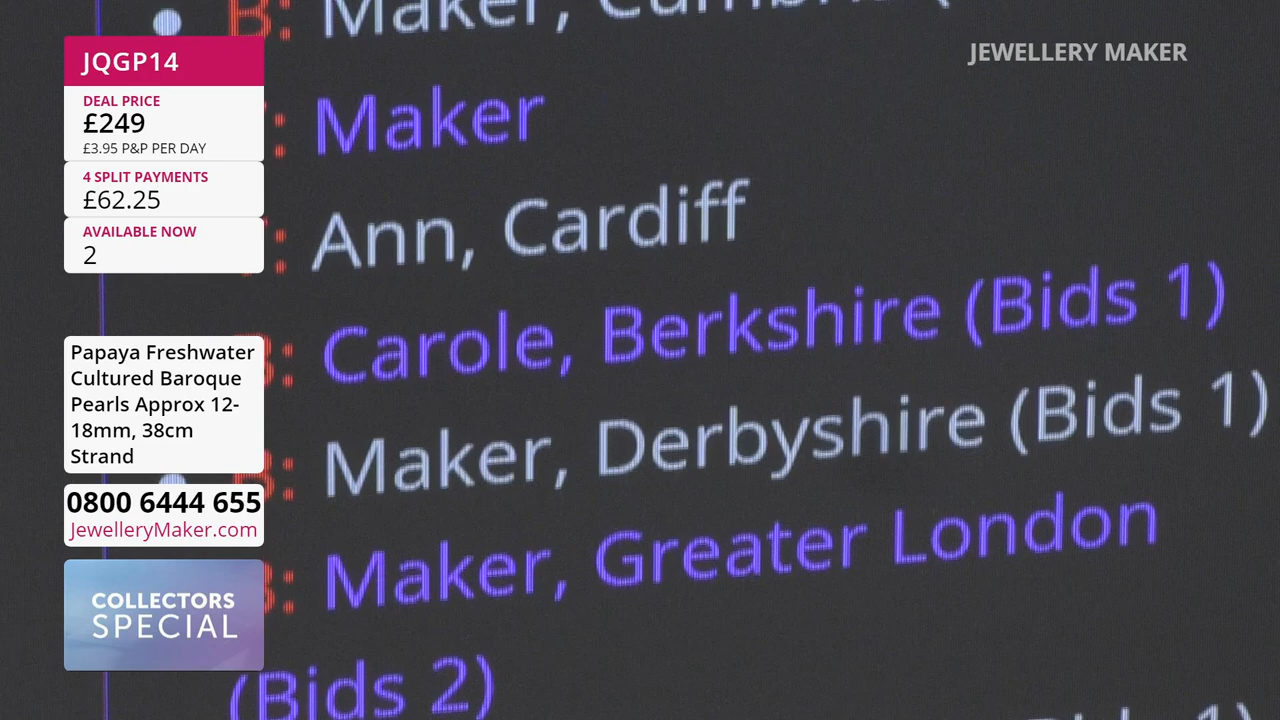 JQGP14
DEAL PRICE
£249
£3.95 P&P PER DAY
4 SPLIT PAYMENTS
£62.25
AVAILABLE NOW
2
Papaya Freshwater
Cultured Baroque
Pearls Approx 12-
18mm, 38cm
Strand
0800 6444 655
JewelleryMaker.com
COLLECTORS
SPECIAL
JEWELLERY MAKER
B: Maker, Cumbria (
: Maker
: Ann, Cardiff
B: Carole, Berkshire (Bids 1)
B: Maker, Derbyshire (Bids 1)
B: Maker, Greater London
(Bids 2)